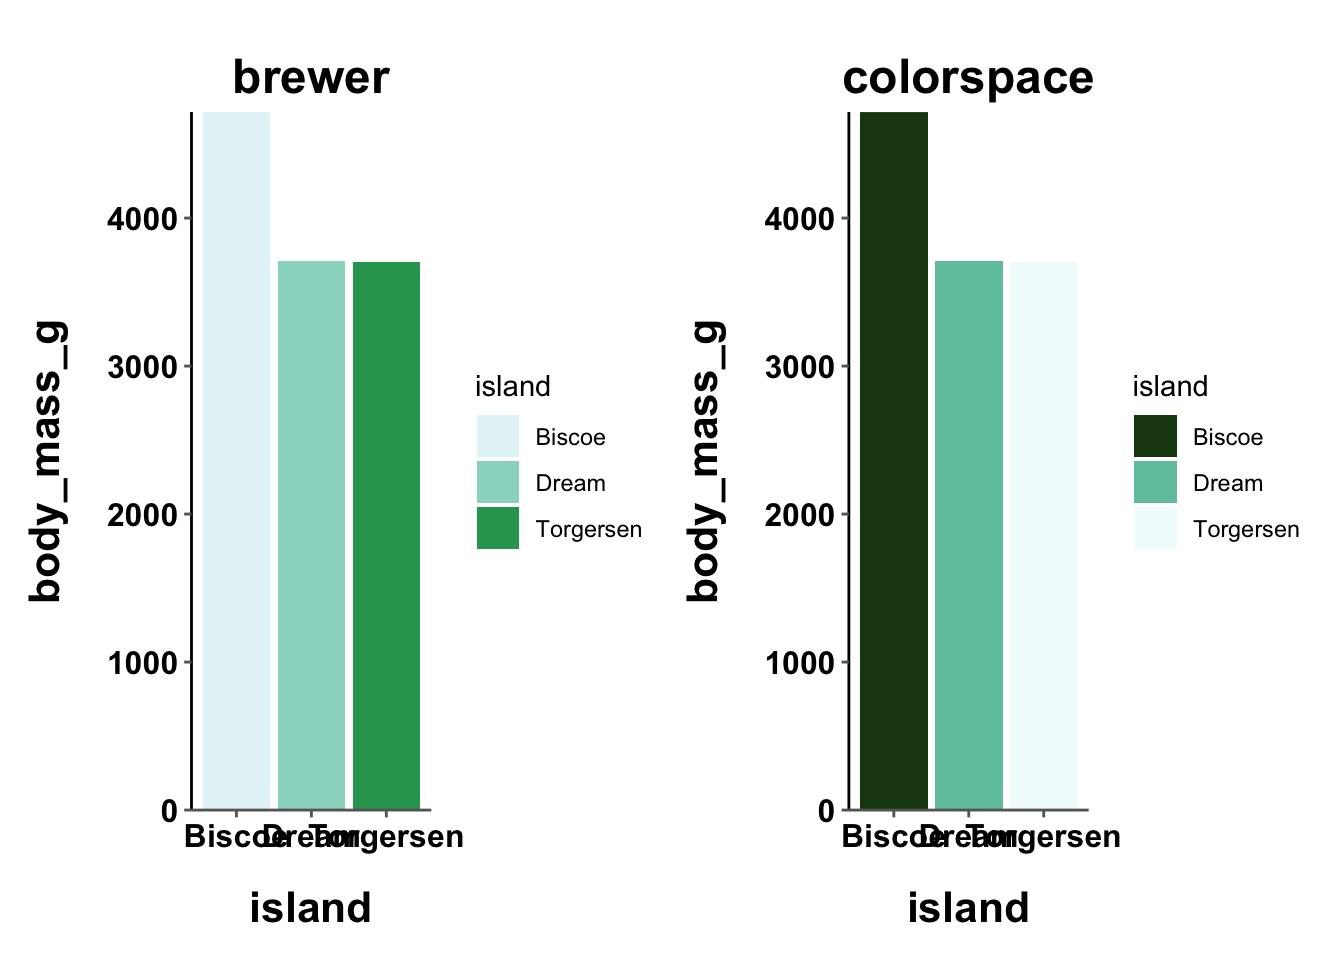 brewer
body_mass_g
4000
3000
2000
1000
0
Biscoe
Dream
Torgersen
island
island
Biscoe
Dream
Torgersen
colorspace
body_mass_g
4000
3000
2000
1000
0
Biscoe
Dream
Torgersen
island
island
Biscoe
Dream
Torgersen